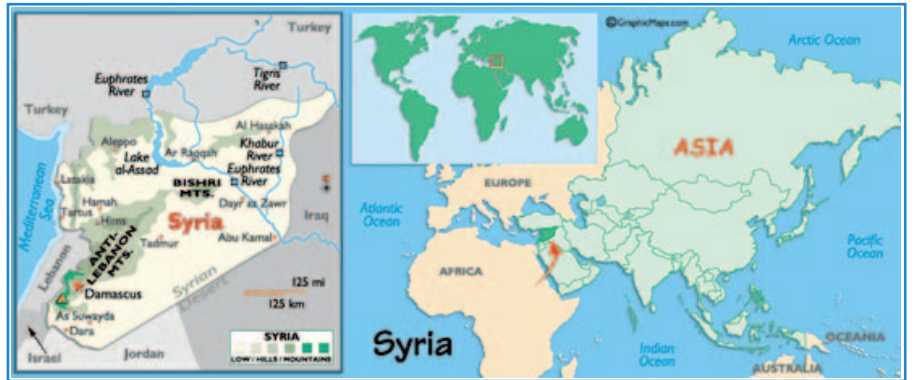 Turkey
Euphrates
River
Tigris
River
Turkey
Al Hasakah
Aleppo
Khabur
River
Ar Raqqah
Lake
al-Assad
Euphrates
River
Latakia
BISHRI
MTS.
Hamah
Dayr az Zawr
Mediterranean
Sea
Tartus
Hims
Syria
Iraq
Tadmur
Abu Kamal
Lebanon
ANTI-
LEBANON
MTS.
Syrian
Desert
125 mi
125 km
Damascus
As Suwayda
Dara
Israel
Jordan
SYRIA
LOW / HILLS / MOUNTAINS
©GraphicMaps.com
Arctic Ocean
ASIA
EUROPE
Atlantic
Ocean
Pacific
Ocean
AFRICA
Syria
Indian
Ocean
OCEANIA
AUSTRALIA